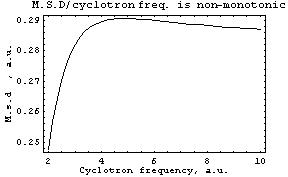 M.S.D/cyclotron freq. is non-monotonic
0.29
0.28
0.27
0.26
0.25
M.s.d , a.u.
2 4 6 8 10
Cyclotron frequency, a.u.